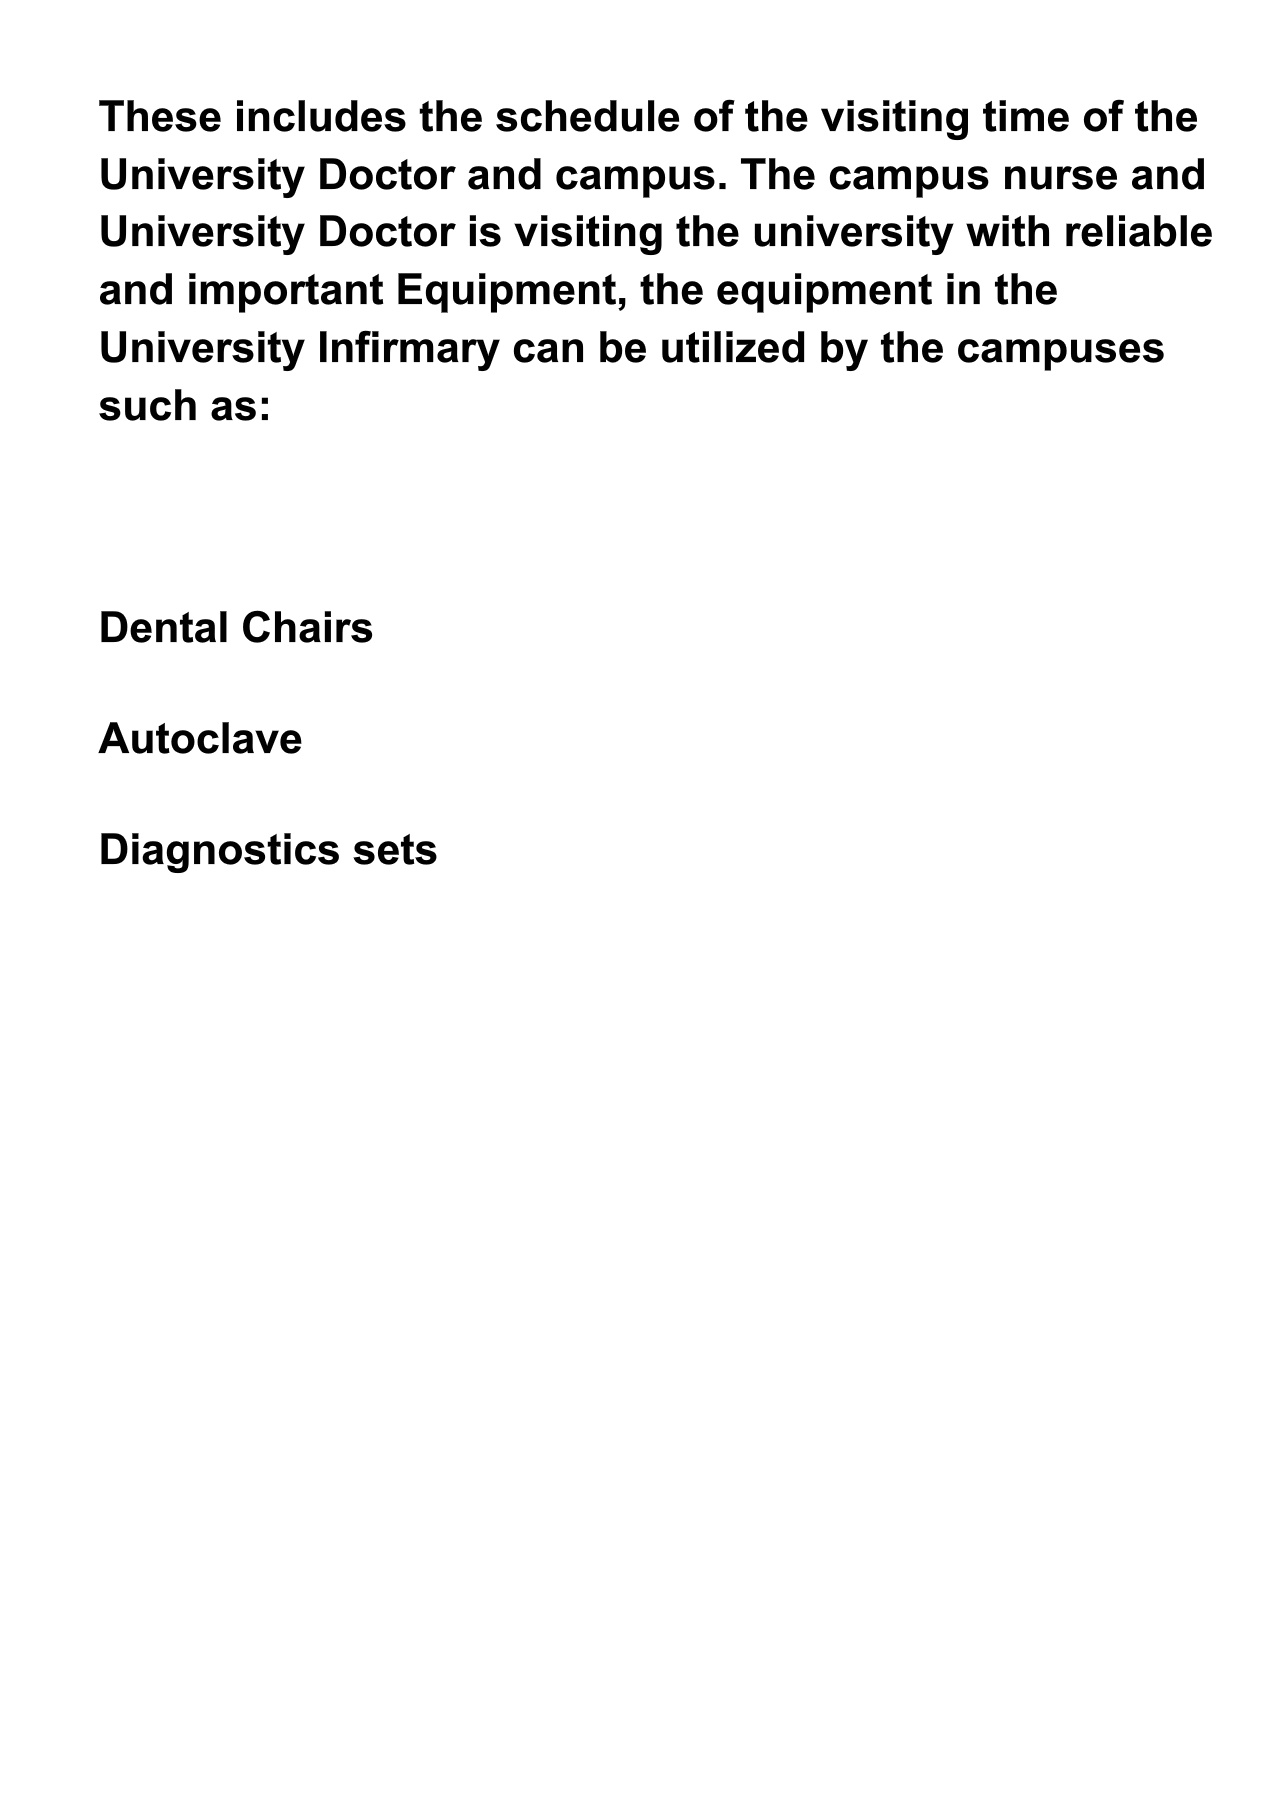 These includes the schedule of the visiting time of the
University Doctor and campus. The campus nurse and
University Doctor is visiting the university with reliable
and important Equipment, the equipment in the
University Infirmary can be utilized by the campuses
such as:
Dental Chairs
Autoclave
Diagnostics sets